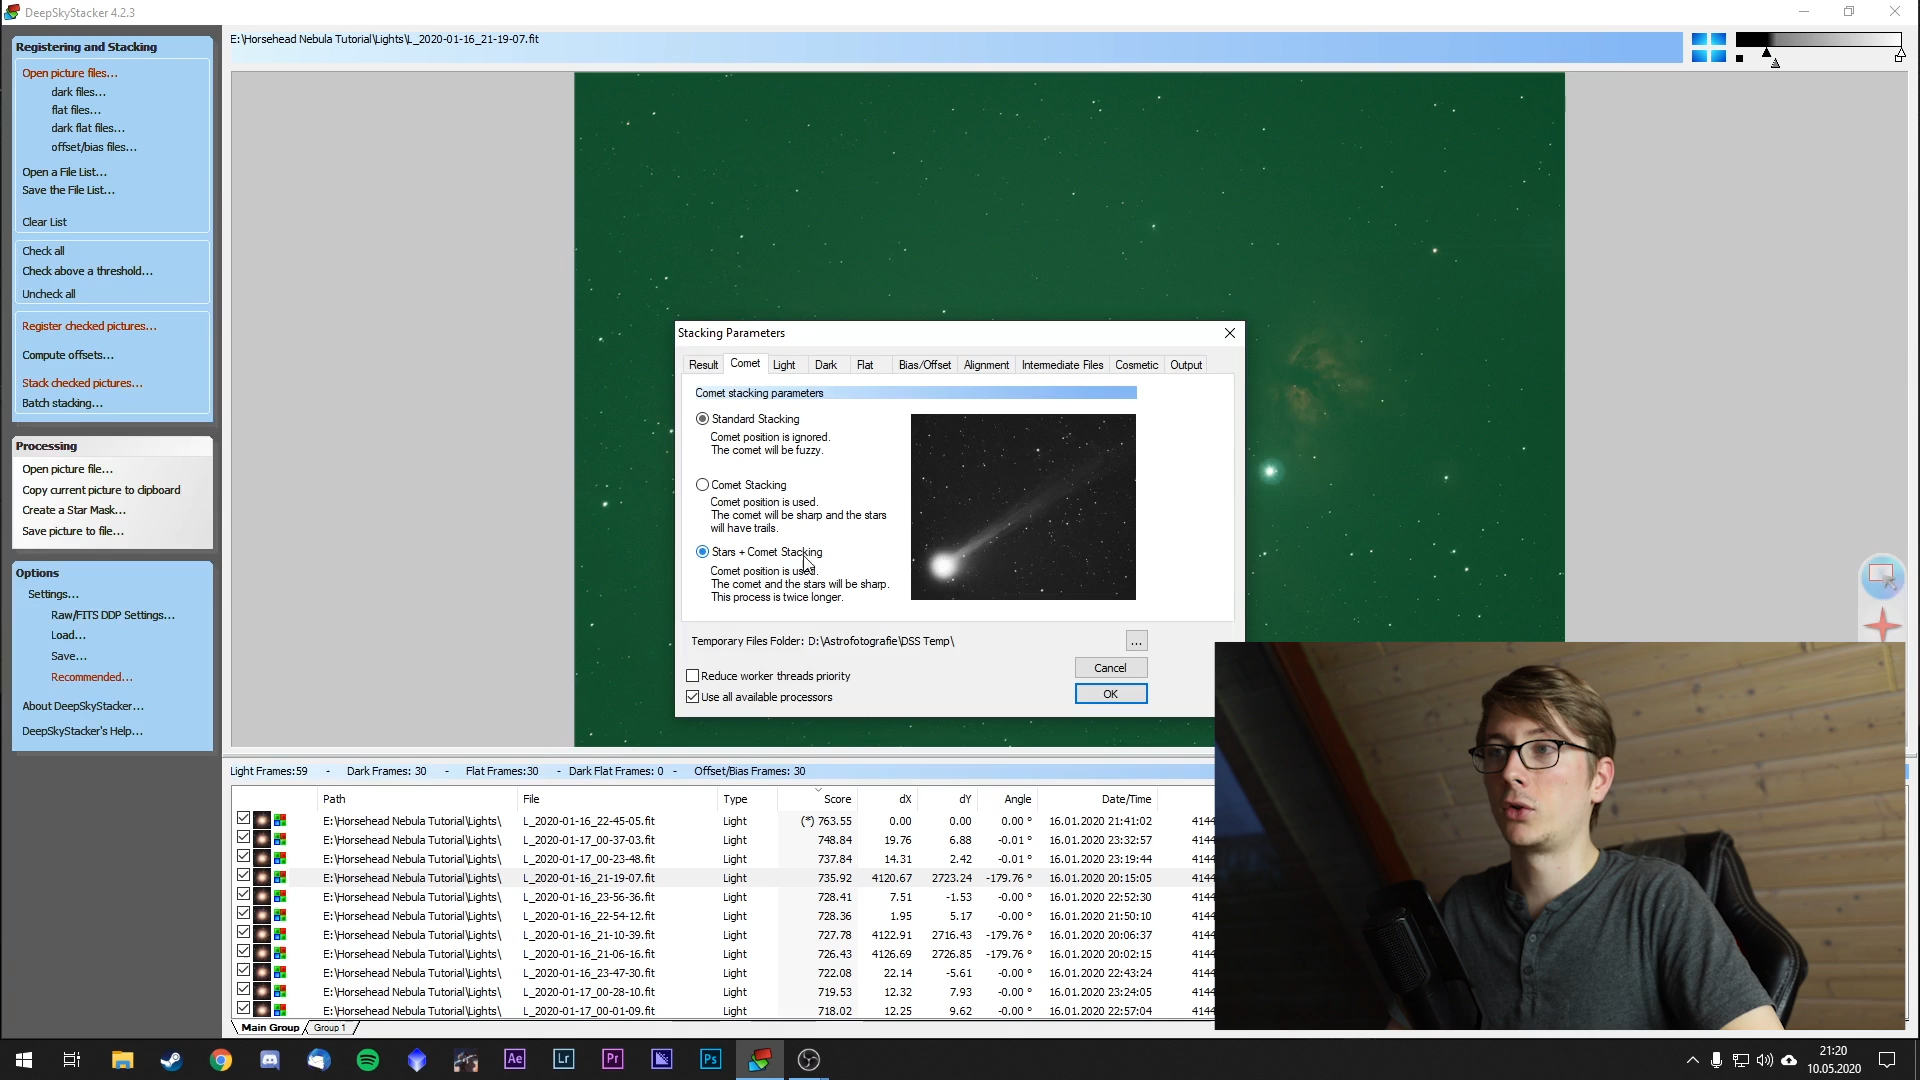 DeepSkyStacker 4.2.3
Registering and Stacking
Open picture files...
dark files...
flat files...
dark flat files...
offset/bias files...
Open a File List...
Save the File List...
Clear List
Check all
Check above a threshold...
Uncheck all
Register checked pictures...
Compute offsets...
Stack checked pictures...
Batch stacking...
Processing
Open picture file...
Copy current picture to clipboard
Create a Star Mask...
Save picture to file...
Options
Settings...
Raw/FITS DDP Settings...
Load...
Save...
Recommended...
About DeepSkyStacker...
DeepSkyStacker's Help...
E:\Horsehead Nebula Tutorial\Lights\L_2020-01-16_21-19-07.fit
Stacking Parameters
Result Comet Light Dark Flat Bias/Offset Alignment Intermediate Files Cosmetic Output
Comet stacking parameters
Standard Stacking
Comet position is ignored.
The comet will be fuzzy.
Comet Stacking
Comet position is used.
The comet will be sharp and the stars
will have trails.
Stars + Comet Stacking
Comet position is used.
The comet and the stars will be sharp.
This process is twice longer.
Temporary Files Folder: D:\Astrofotografie\DSS Temp\
...
Reduce worker threads priority
Use all available processors
Cancel
OK
Light Frames:59 - Dark Frames: 30 - Flat Frames:30 - Dark Flat Frames: 0 - Offset/Bias Frames: 30
Path File Type Score dX dY Angle Date/Time
E:\Horsehead Nebula Tutorial\Lights\ L_2020-01-16_22-45-05.fit Light (*) 763.55 0.00 0.00 0.00 ° 16.01.2020 21:41:02 4144
E:\Horsehead Nebula Tutorial\Lights\ L_2020-01-17_00-37-03.fit Light 748.84 19.76 6.88 -0.01 ° 16.01.2020 23:32:57 4144
E:\Horsehead Nebula Tutorial\Lights\ L_2020-01-17_00-23-48.fit Light 737.84 14.31 2.42 -0.01 ° 16.01.2020 23:19:44 4144
E:\Horsehead Nebula Tutorial\Lights\ L_2020-01-16_21-19-07.fit Light 735.92 4120.67 2723.24 -179.76 ° 16.01.2020 20:15:05 4144
E:\Horsehead Nebula Tutorial\Lights\ L_2020-01-16_23-56-36.fit Light 728.41 7.51 -1.53 -0.00 ° 16.01.2020 22:52:30 4144
E:\Horsehead Nebula Tutorial\Lights\ L_2020-01-16_22-54-12.fit Light 728.36 1.95 5.17 -0.00 ° 16.01.2020 21:50:10 4144
E:\Horsehead Nebula Tutorial\Lights\ L_2020-01-16_21-10-39.fit Light 727.78 4122.91 2716.43 -179.76 ° 16.01.2020 20:06:37 4144
E:\Horsehead Nebula Tutorial\Lights\ L_2020-01-16_21-06-16.fit Light 726.43 4126.69 2726.85 -179.76 ° 16.01.2020 20:02:15 4144
E:\Horsehead Nebula Tutorial\Lights\ L_2020-01-16_23-47-30.fit Light 722.08 22.14 -5.61 -0.00 ° 16.01.2020 22:43:24 4144
E:\Horsehead Nebula Tutorial\Lights\ L_2020-01-17_00-28-10.fit Light 719.53 12.32 7.93 -0.00 ° 16.01.2020 23:24:05 4144
E:\Horsehead Nebula Tutorial\Lights\ L_2020-01-17_00-01-09.fit Light 718.02 12.25 9.62 -0.00 ° 16.01.2020 22:57:04 4144
Main Group Group 1
Ae Lr Pr Ps
21:20
10.05.2020